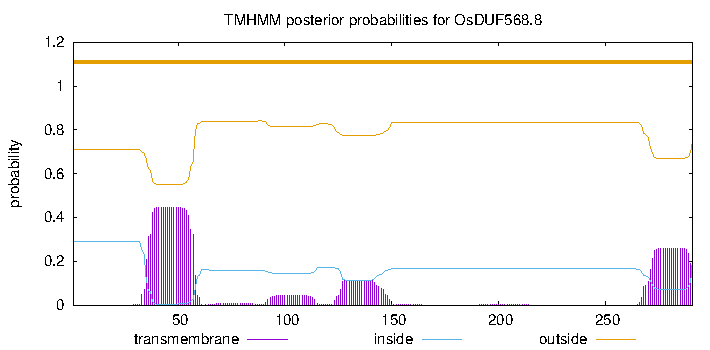 TMHMM posterior probabilities for OsDUF568.8
1.2
1
0.8
0.6
0.4
0.2
0
probability
50 100 150 200 250
transmembrane inside outside